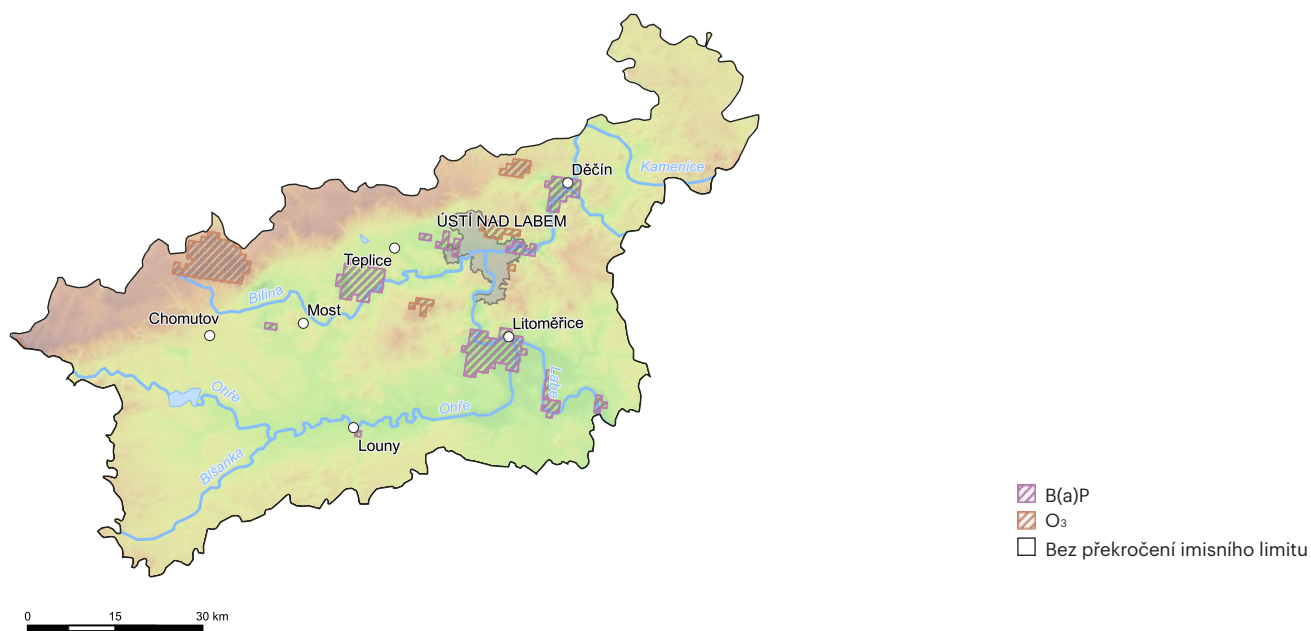 Děčín
Kamenice
ÚSTÍ NAD LABEM
Teplice
Bílina
Most
Chomutov
Litoměřice
Labe
Ohře
Ohře
Louny
Blšanka
B(a)P
O₃
Bez překročení imisního limitu
0 15 30 km